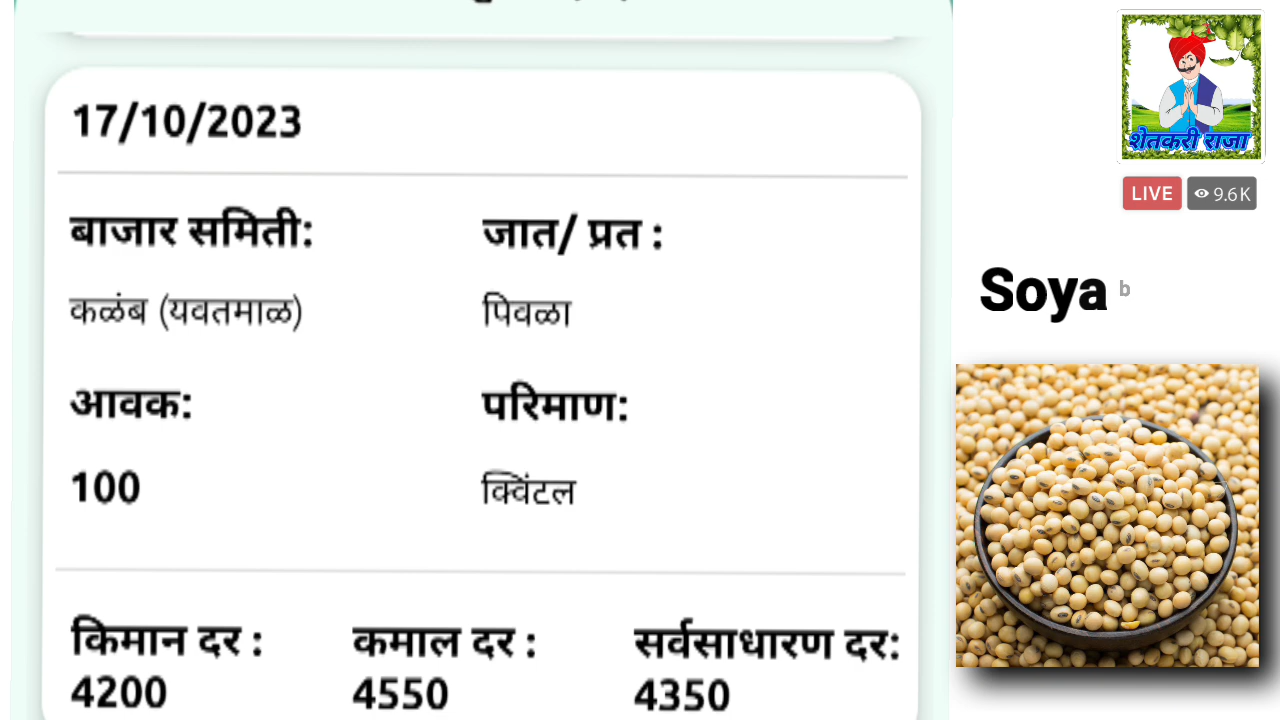 17/10/2023
बाजार समिती:
जात/ प्रत :
कळंब (यवतमाळ)
पिवळा
आवक:
परिमाण:
100
क्विंटल
किमान दर :
कमाल दर :
सर्वसाधारण दर:
4200
4550
4350
शेतकरी राजा
LIVE
9.6K
Soya b